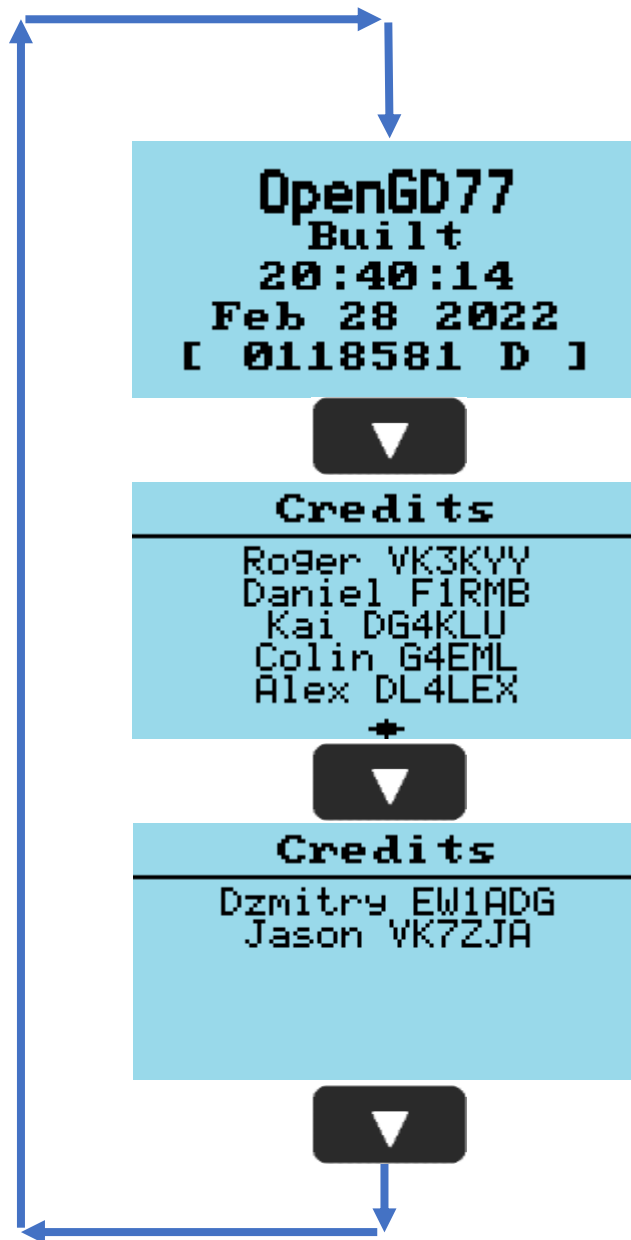 OpenGD77
Built
20:40:14
Feb 28 2022
[ 0118581 D ]
Credits
Roger VK3KYY
Daniel F1RMB
Kai DG4KLU
Colin G4EML
Alex DL4LEX
Credits
Dzmitry EW1ADG
Jason VK7ZJA